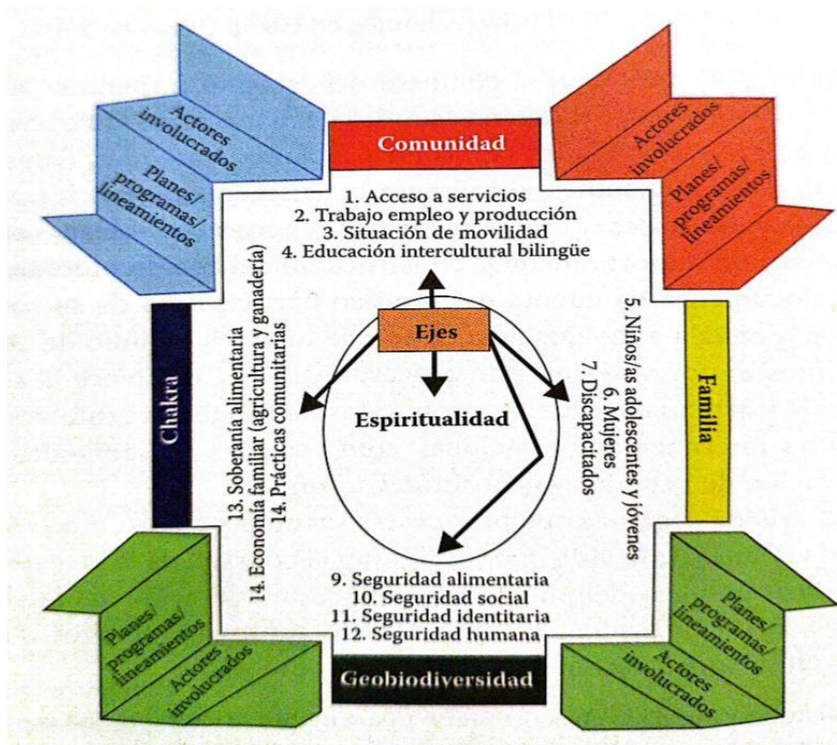 Actores
involucrados
Planes/
programas/
lineamientos
Comunidad
Actores
involucrados
Planes/
programas/
lineamientos
1. Acceso a servicios
2. Trabajo empleo y producción
3. Situación de movilidad
4. Educación intercultural bilingüe
Ejes
Espiritualidad
Chakra
13. Soberanía alimentaria
14. Economía familiar (agricultura y ganadería)
14. Prácticas comunitarias
5. Niños/as adolescentes y jóvenes
6. Mujeres
7. Discapacitados
Familia
9. Seguridad alimentaria
10. Seguridad social
11. Seguridad identitaria
12. Seguridad humana
Geobiodiversidad
Planes/
programas/
lineamientos
Actores
involucrados
Planes/
programas/
lineamientos
Actores
involucrados